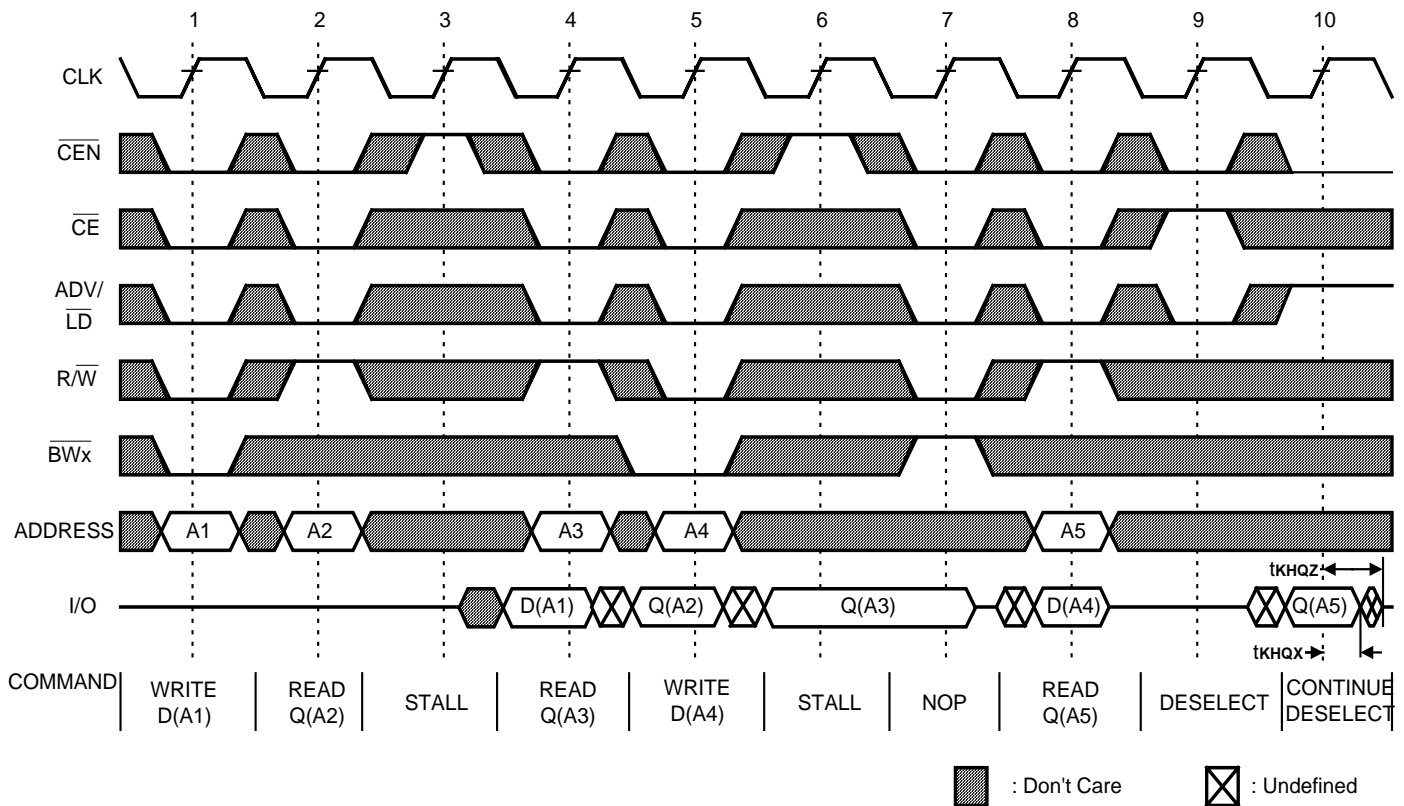 1 2 3 4 5 6 7 8 9 10
CLK
CEN
CE
ADV/
LD
R/W
BWx
ADDRESS A1 A2 A3 A4 A5
tKHQZ
I/O D(A1) Q(A2) Q(A3) D(A4) Q(A5)
tKHQX
COMMAND WRITE READ STALL READ WRITE STALL NOP READ DESELECT CONTINUE
D(A1) Q(A2) Q(A3) D(A4) Q(A5) DESELECT
: Don't Care : Undefined